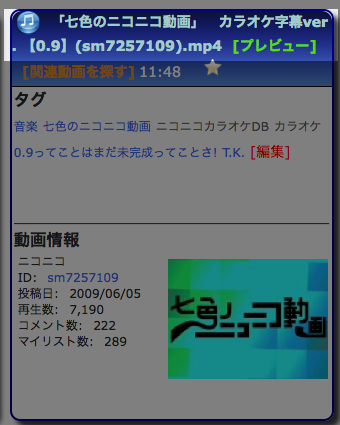 「七色のニコニコ動画」 カラオケ字幕ver
. 【0.9】(sm7257109).mp4 [プレビュー]
[関連動画を探す] 11:48
タグ
音楽 七色のニコニコ動画 ニコニコカラオケDB カラオケ
0.9ってことはまだ未完成ってことさ! T.K. [編集]
動画情報
ニコニコ
ID: sm7257109
投稿日: 2009/06/05
再生数: 7,190
コメント数: 222
マイリスト数: 289
七色ノ
ニコニコ動画